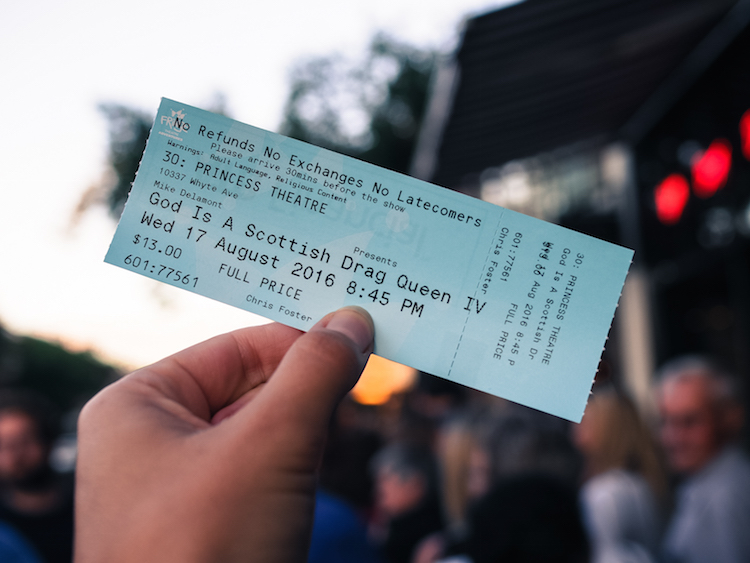 No Refunds No Exchanges No Latecomers
Please arrive 30mins before the show
Warnings: Adult Language, Religious Content
30: PRINCESS THEATRE
10337 Whyte Ave
Mike Delamont
Presents
God Is A Scottish Drag Queen IV
Wed 17 August 2016 8:45 PM
$13.00
FULL PRICE
601:77561
Chris Foster
30: PRINCESS THEATRE
God Is A Scottish Dr
Aug 2016 8:45 p
FULL PRICE
601:77561
Chris Foster